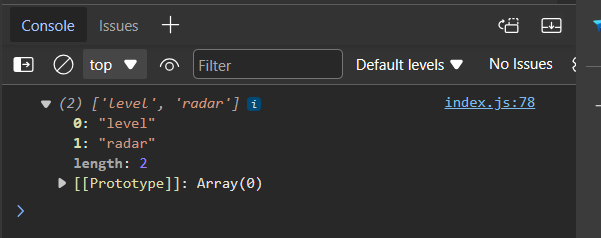 Console Issues
top Filter Default levels No Issues
(2) ['level', 'radar'] i index.js:78
0: "level"
1: "radar"
length: 2
[[Prototype]]: Array(0)